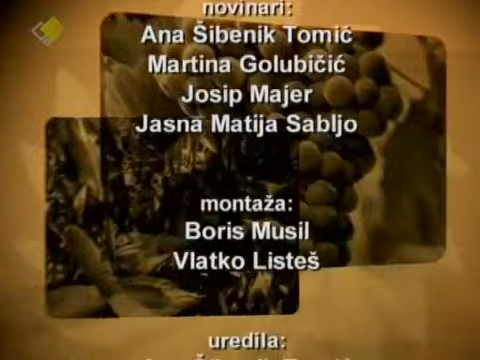 novinari:
Ana Šibenik Tomić
Martina Golubičić
Josip Majer
Jasna Matija Sabljo
montaža:
Boris Musil
Vlatko Listeš
uredila: